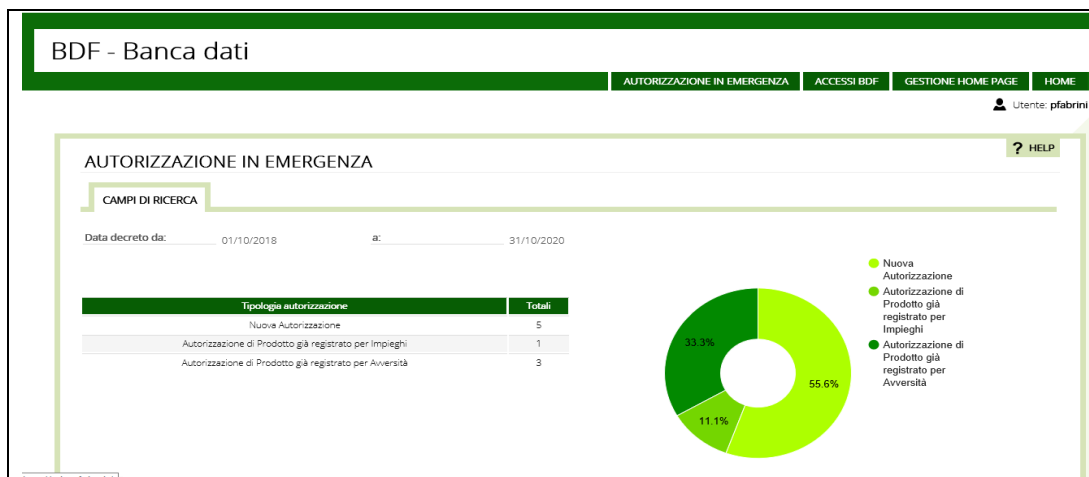 BDF - Banca dati
AUTORIZZAZIONE IN EMERGENZA ACCESSI BDF GESTIONE HOME PAGE HOME
Utente: pfabrini
? HELP
AUTORIZZAZIONE IN EMERGENZA
CAMPI DI RICERCA
Data decreto da: 01/10/2018 a: 31/10/2020
Tipologia autorizzazione Totali
Nuova Autorizzazione 5
Autorizzazione di Prodotto già registrato per Impieghi 1
Autorizzazione di Prodotto già registrato per Avversità 3
33.3%
11.1%
55.6%
Nuova
Autorizzazione
Autorizzazione di
Prodotto già
registrato per
Impieghi
Autorizzazione di
Prodotto già
registrato per
Avversità